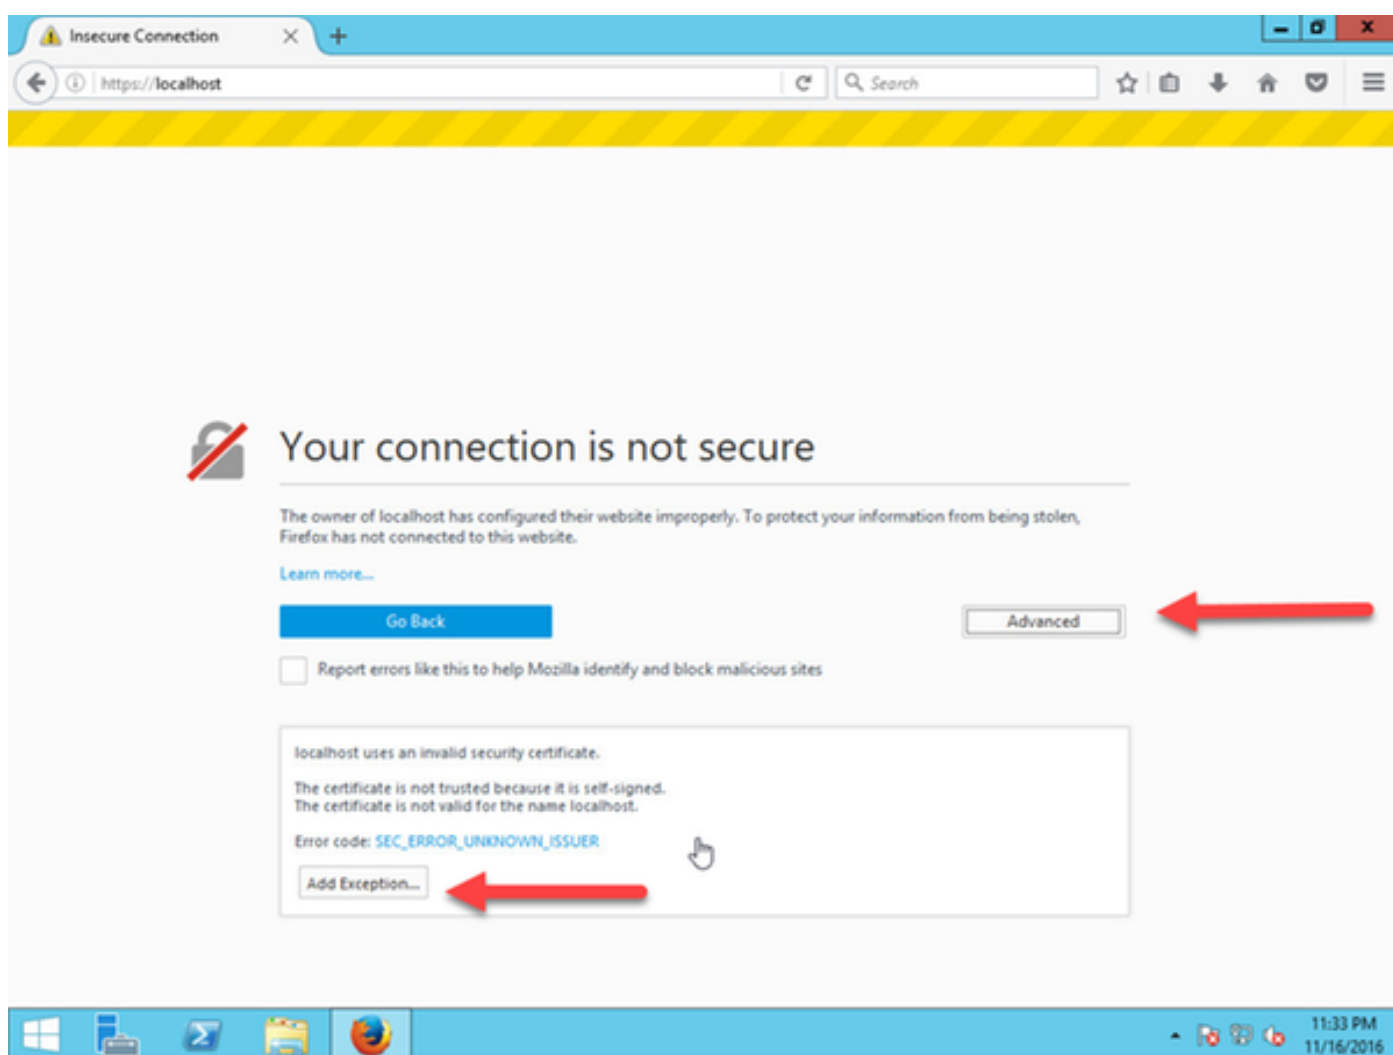 Insecure Connection
https://localhost
Search
Your connection is not secure
The owner of localhost has configured their website improperly. To protect your information from being stolen,
Firefox has not connected to this website.
Learn more...
Go Back
Advanced
Report errors like this to help Mozilla identify and block malicious sites
localhost uses an invalid security certificate.
The certificate is not trusted because it is self-signed.
The certificate is not valid for the name localhost.
Error code: SEC_ERROR_UNKNOWN_ISSUER
Add Exception...
11:33 PM
11/16/2016